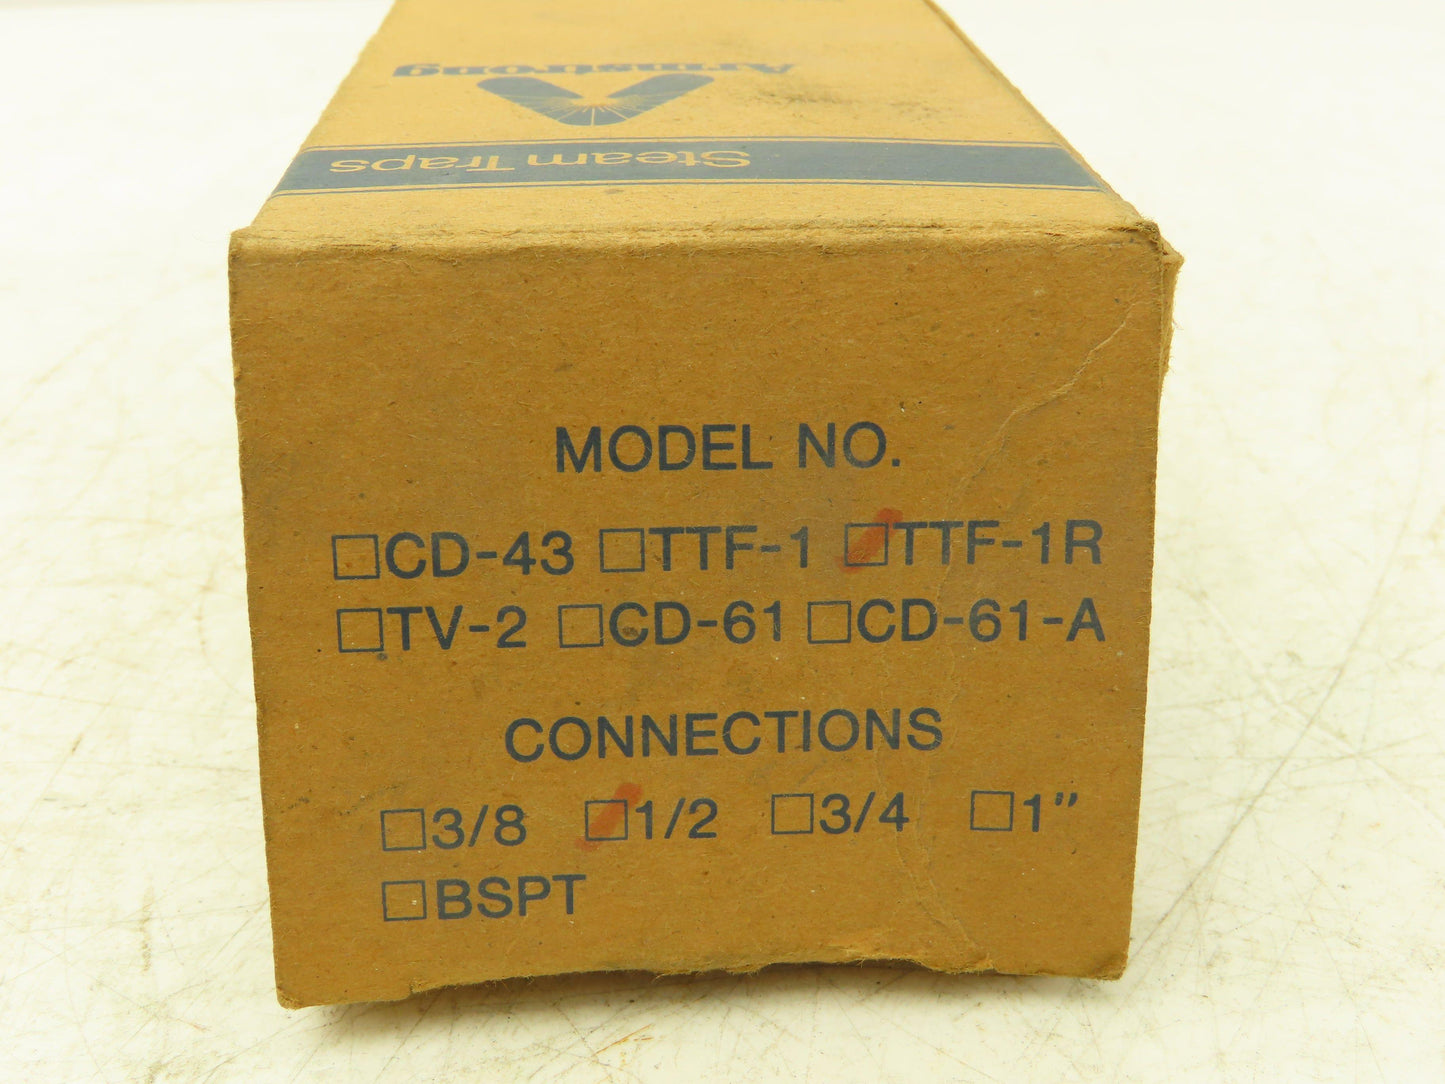 Armstrong
Steam Traps
MODEL NO.
☐CD-43 ☐TTF-1 ☐TTF-1R
☐TV-2 ☐CD-61 ☐CD-61-A
CONNECTIONS
☐3/8 ☐1/2 ☐3/4 ☐1"
☐BSPT